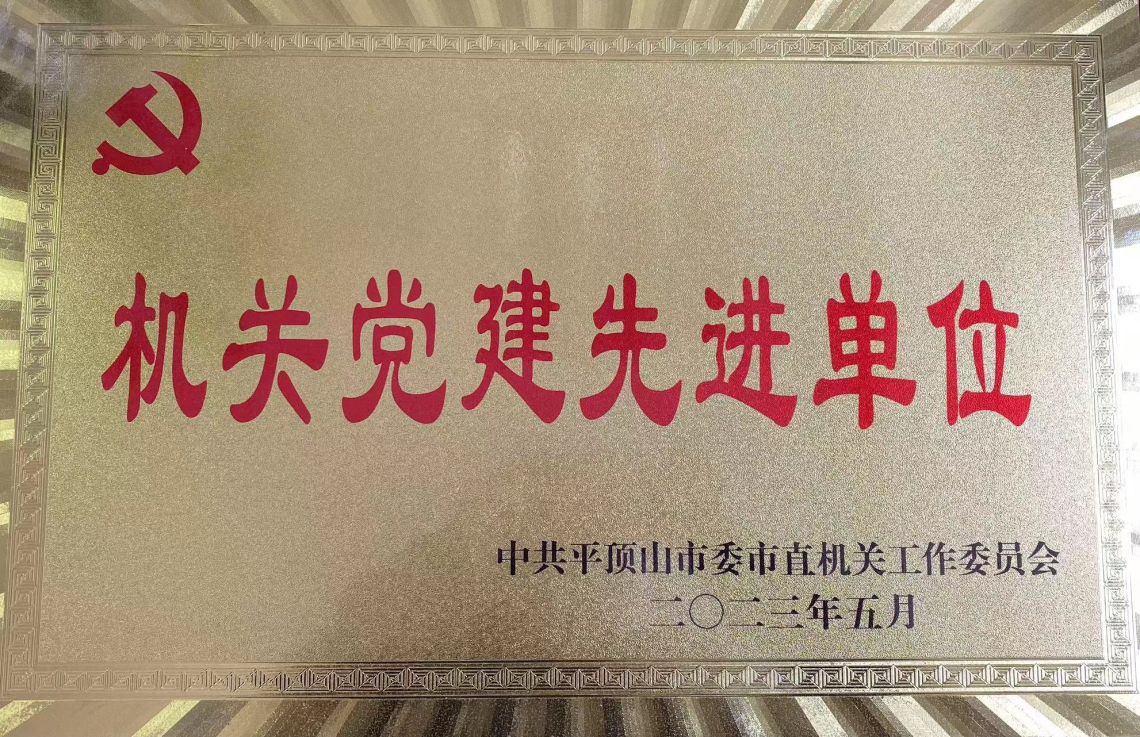 机关党建先进单位
中共平顶山市委市直机关工作委员会
二〇二三年五月